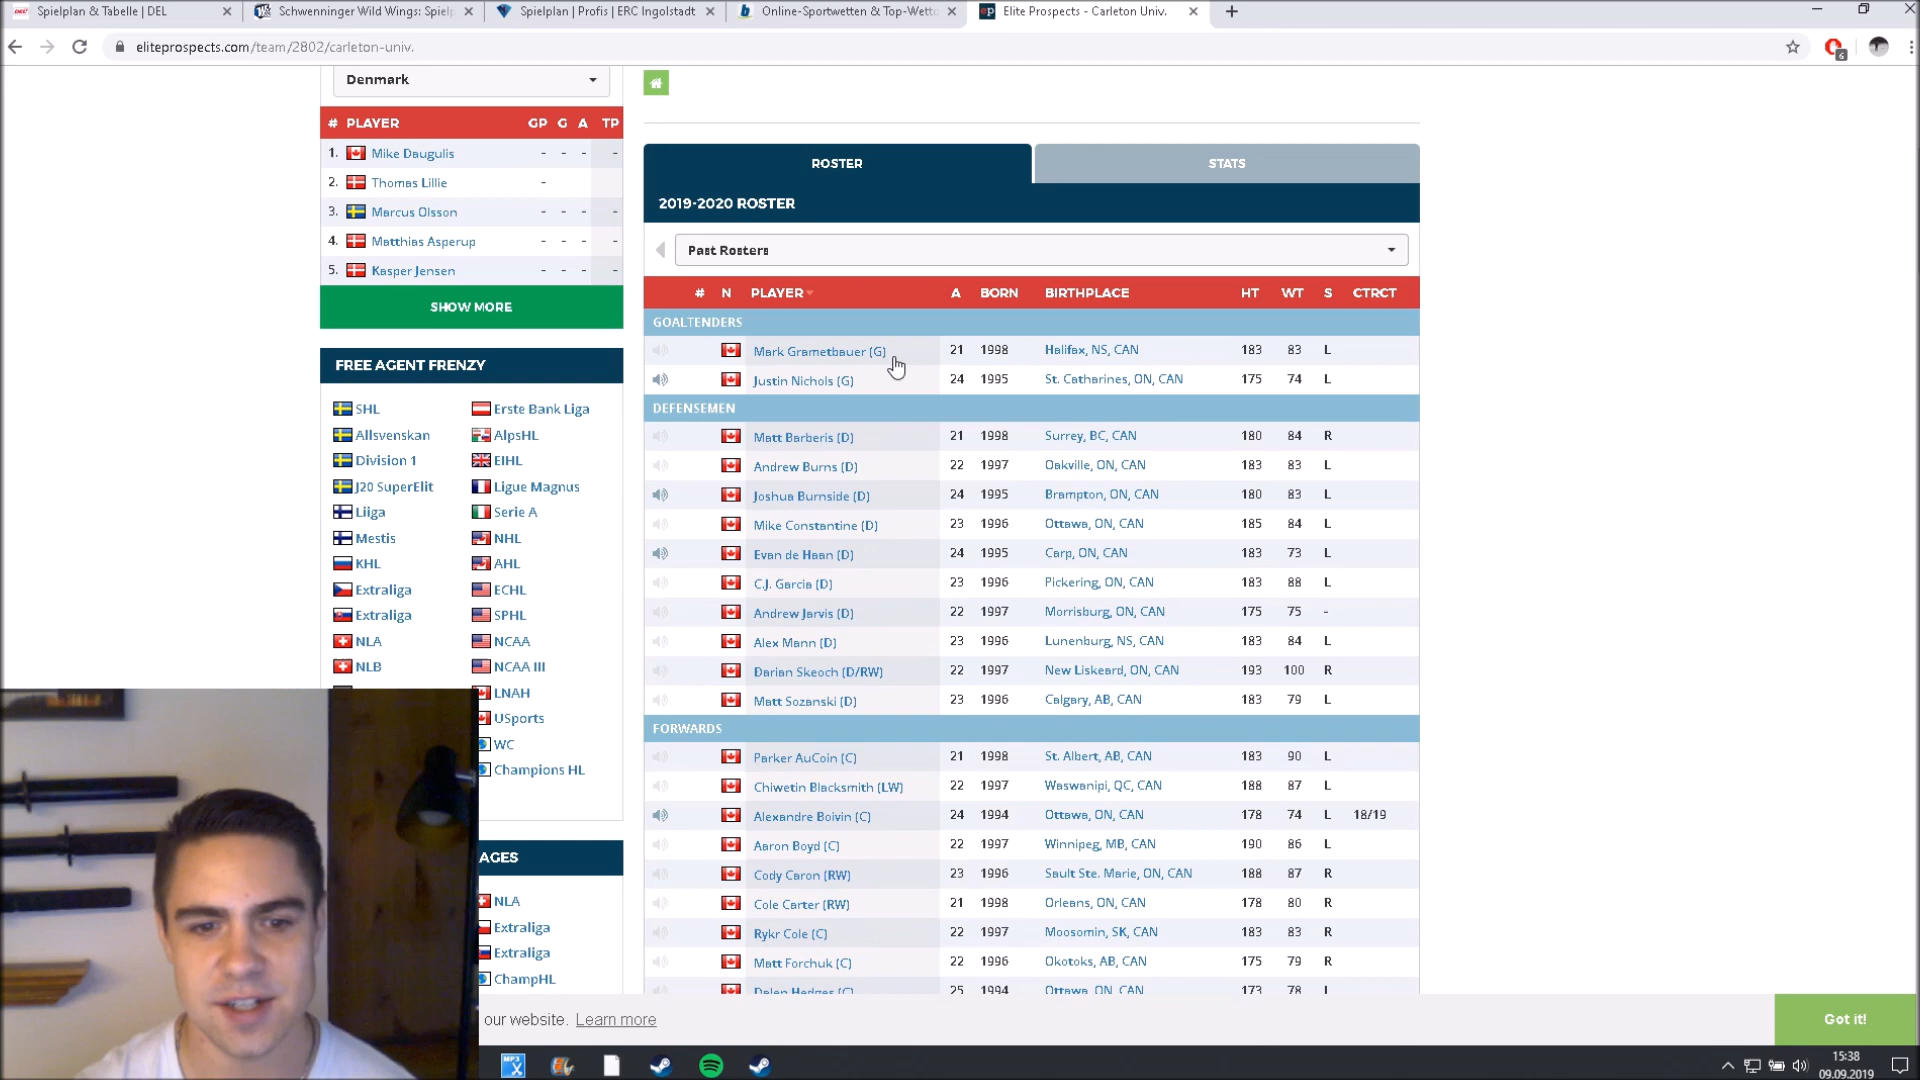 Spielplan & Tabelle | DEL
Schwenninger Wild Wings: Spielp
Spielplan | Profis | ERC Ingolstadt
Online-Sportwetten & Top-Wettq
Elite Prospects - Carleton Univ.
eliteprospects.com/team/2802/carleton-univ.
6
Denmark
# PLAYER GP G A TP
1. Mike Daugulis - - - -
2. Thomas Lillie -
3. Marcus Olsson - - - -
4. Matthias Asperup - - - -
5. Kasper Jensen - - - -
SHOW MORE
FREE AGENT FRENZY
SHL Erste Bank Liga
Allsvenskan AlpsHL
Division 1 EIHL
J20 SuperElit Ligue Magnus
Liiga Serie A
Mestis NHL
KHL AHL
Extraliga ECHL
Extraliga SPHL
NLA NCAA
NLB NCAA III
LNAH
USports
WC
Champions HL
AGES
NLA
Extraliga
Extraliga
ChampHL
ROSTER STATS
2019-2020 ROSTER
Past Rosters
# N PLAYER A BORN BIRTHPLACE HT WT S CTRCT
GOALTENDERS
Mark Grametbauer (G) 21 1998 Halifax, NS, CAN 183 83 L
Justin Nichols (G) 24 1995 St. Catharines, ON, CAN 175 74 L
DEFENSEMEN
Matt Barberis (D) 21 1998 Surrey, BC, CAN 180 84 R
Andrew Burns (D) 22 1997 Oakville, ON, CAN 183 83 L
Joshua Burnside (D) 24 1995 Brampton, ON, CAN 180 83 L
Mike Constantine (D) 23 1996 Ottawa, ON, CAN 185 84 L
Evan de Haan (D) 24 1995 Carp, ON, CAN 183 73 L
C.J. Garcia (D) 23 1996 Pickering, ON, CAN 183 88 L
Andrew Jarvis (D) 22 1997 Morrisburg, ON, CAN 175 75 -
Alex Mann (D) 23 1996 Lunenburg, NS, CAN 183 84 L
Darian Skeoch (D/RW) 22 1997 New Liskeard, ON, CAN 193 100 R
Matt Sozanski (D) 23 1996 Calgary, AB, CAN 183 79 L
FORWARDS
Parker AuCoin (C) 21 1998 St. Albert, AB, CAN 183 90 L
Chiwetin Blacksmith (LW) 22 1997 Waswanipi, QC, CAN 188 87 L
Alexandre Boivin (C) 24 1994 Ottawa, ON, CAN 178 74 L 18/19
Aaron Boyd (C) 22 1997 Winnipeg, MB, CAN 190 86 L
Cody Caron (RW) 23 1996 Sault Ste. Marie, ON, CAN 188 87 R
Cole Carter (RW) 21 1998 Orleans, ON, CAN 178 80 R
Rykr Cole (C) 22 1997 Moosomin, SK, CAN 183 83 R
Matt Forchuk (C) 22 1996 Okotoks, AB, CAN 175 79 R
Dalen Hedges (C) 25 1994 Ottawa, ON, CAN 173 78 L
our website. Learn more
Got it!
MP3
15:38
09.09.2019